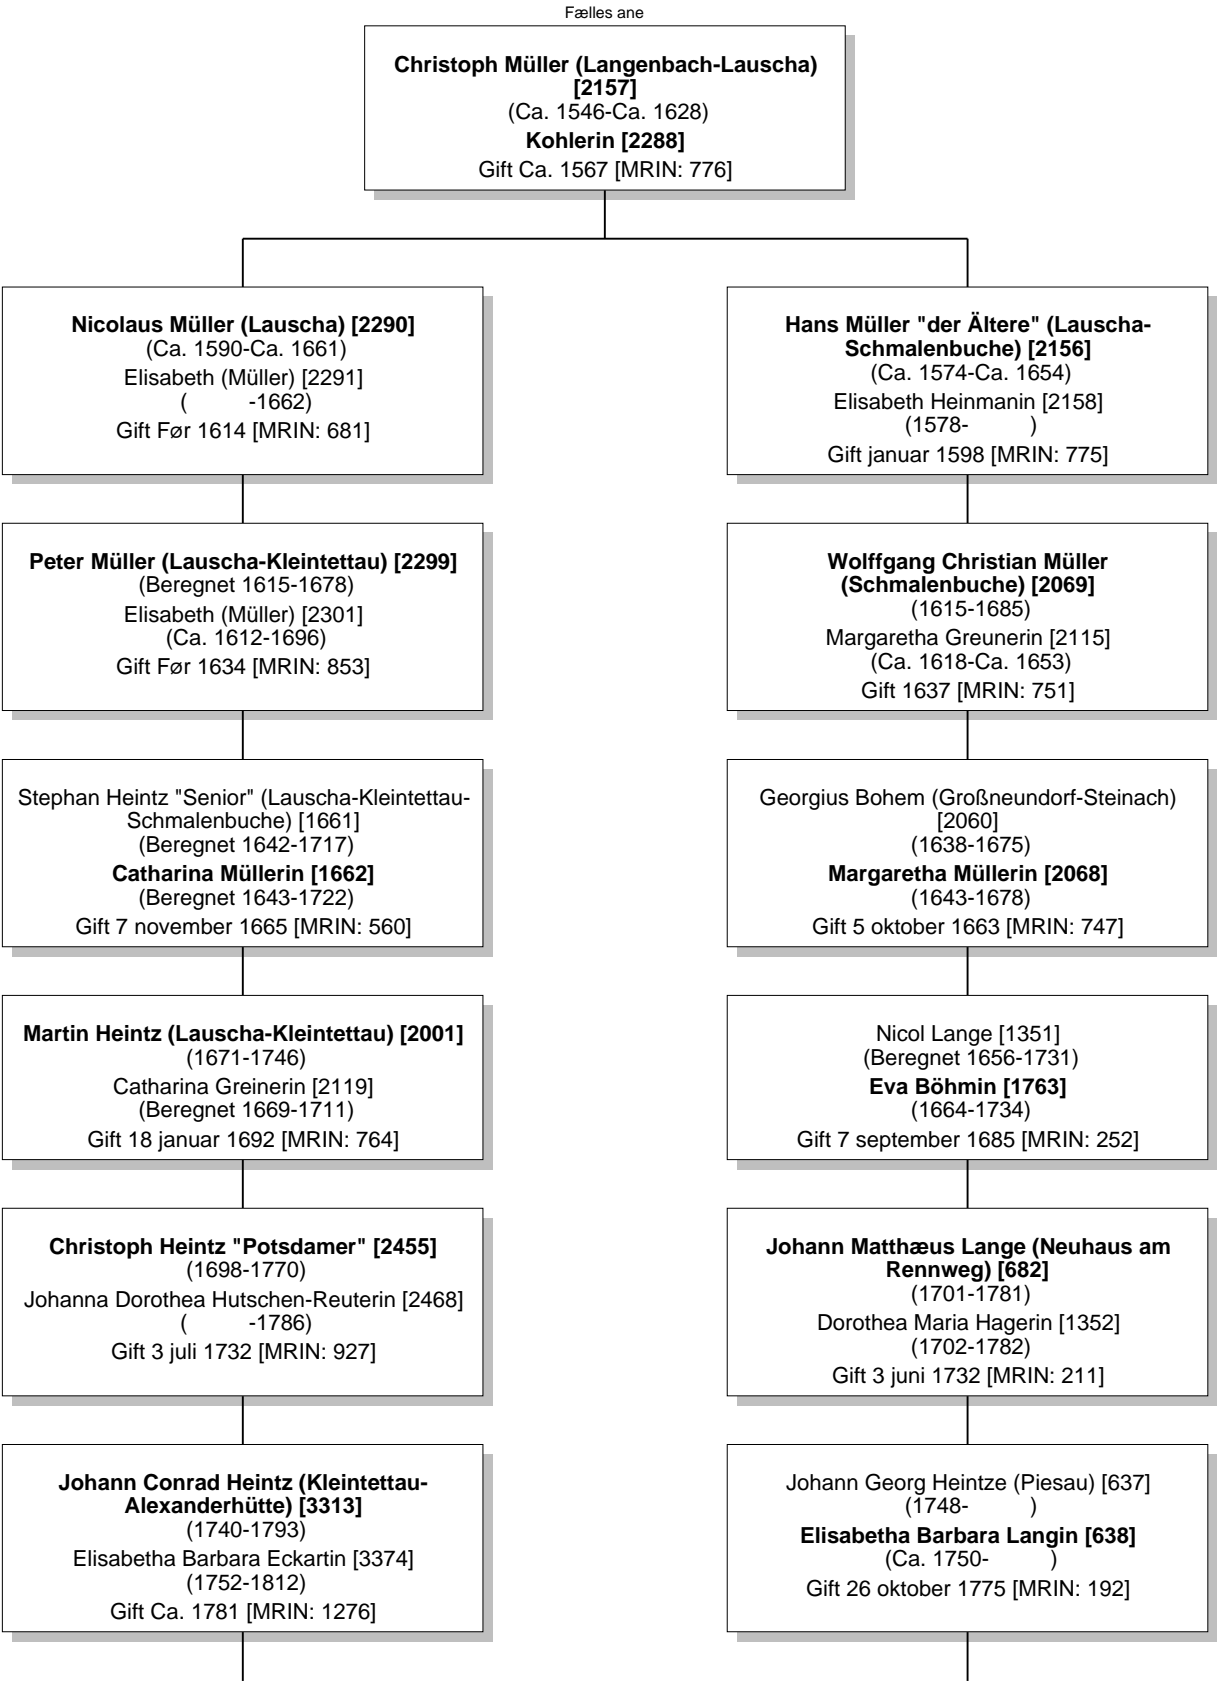 Fælles ane
Christoph Müller (Langenbach-Lauscha)
[2157]
(Ca. 1546-Ca. 1628)
Kohlerin [2288]
Gift Ca. 1567 [MRIN: 776]
Nicolaus Müller (Lauscha) [2290]
(Ca. 1590-Ca. 1661)
Elisabeth (Müller) [2291]
(          -1662)
Gift Før 1614 [MRIN: 681]
Hans Müller "der Ältere" (Lauscha-
Schmalenbuche) [2156]
(Ca. 1574-Ca. 1654)
Elisabeth Heinmanin [2158]
(1578-          )
Gift januar 1598 [MRIN: 775]
Peter Müller (Lauscha-Kleintettau) [2299]
(Beregnet 1615-1678)
Elisabeth (Müller) [2301]
(Ca. 1612-1696)
Gift Før 1634 [MRIN: 853]
Wolffgang Christian Müller
(Schmalenbuche) [2069]
(1615-1685)
Margaretha Greunerin [2115]
(Ca. 1618-Ca. 1653)
Gift 1637 [MRIN: 751]
Stephan Heintz "Senior" (Lauscha-Kleintettau-
Schmalenbuche) [1661]
(Beregnet 1642-1717)
Catharina Müllerin [1662]
(Beregnet 1643-1722)
Gift 7 november 1665 [MRIN: 560]
Georgius Bohem (Großneundorf-Steinach)
[2060]
(1638-1675)
Margaretha Müllerin [2068]
(1643-1678)
Gift 5 oktober 1663 [MRIN: 747]
Martin Heintz (Lauscha-Kleintettau) [2001]
(1671-1746)
Catharina Greinerin [2119]
(Beregnet 1669-1711)
Gift 18 januar 1692 [MRIN: 764]
Nicol Lange [1351]
(Beregnet 1656-1731)
Eva Böhmin [1763]
(1664-1734)
Gift 7 september 1685 [MRIN: 252]
Christoph Heintz "Potsdamer" [2455]
(1698-1770)
Johanna Dorothea Hutschen-Reuterin [2468]
(          -1786)
Gift 3 juli 1732 [MRIN: 927]
Johann Matthæus Lange (Neuhaus am
Rennweg) [682]
(1701-1781)
Dorothea Maria Hagerin [1352]
(1702-1782)
Gift 3 juni 1732 [MRIN: 211]
Johann Conrad Heintz (Kleintettau-
Alexanderhütte) [3313]
(1740-1793)
Elisabetha Barbara Eckartin [3374]
(1752-1812)
Gift Ca. 1781 [MRIN: 1276]
Johann Georg Heintze (Piesau) [637]
(1748-          )
Elisabetha Barbara Langin [638]
(Ca. 1750-          )
Gift 26 oktober 1775 [MRIN: 192]